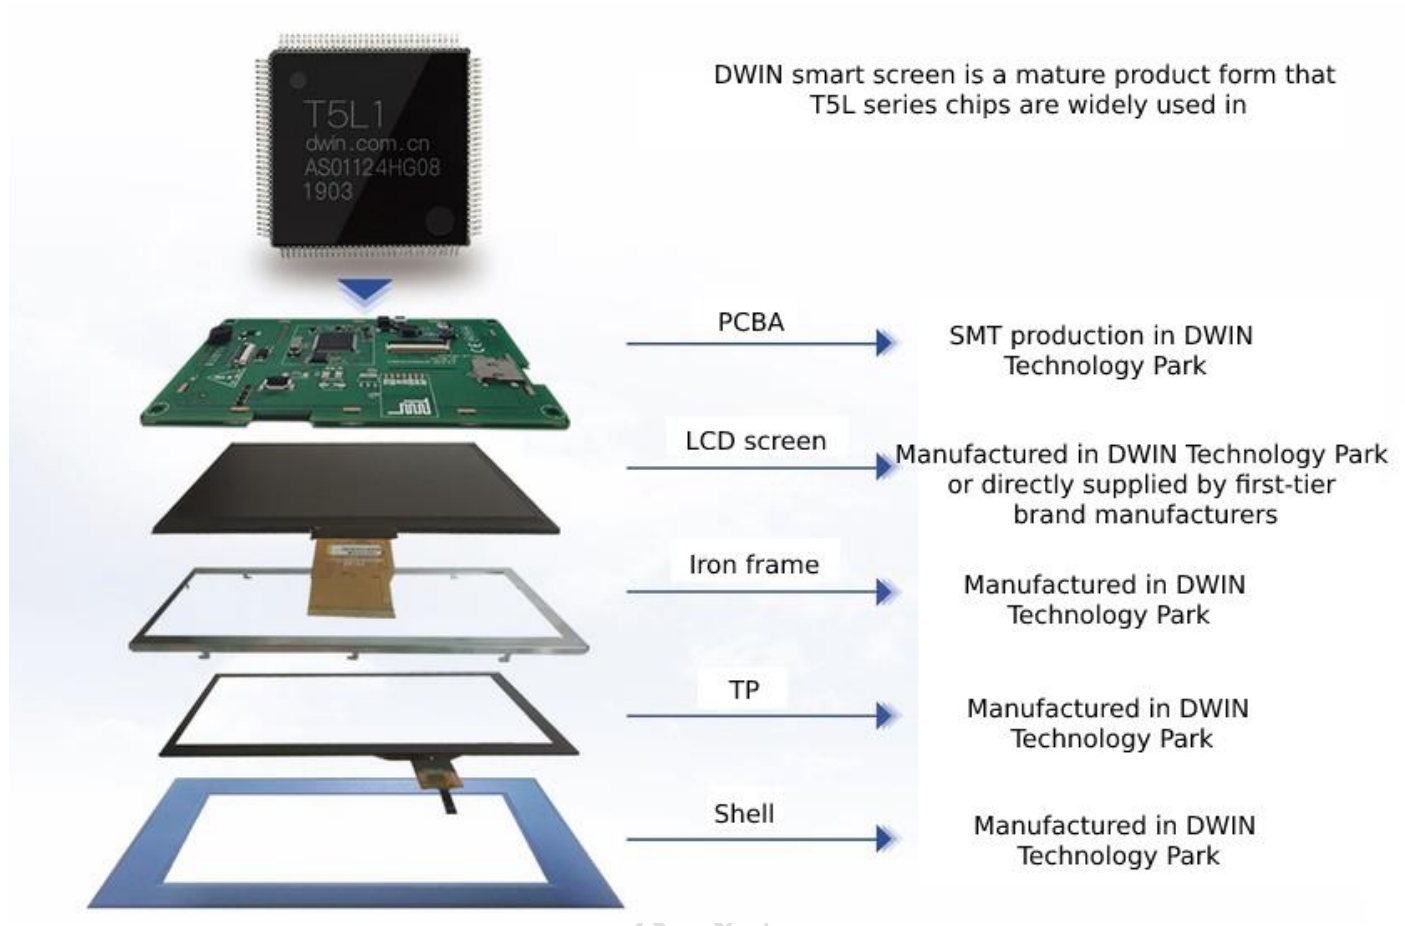 T5L1
dwin.com.cn
AS01124HG08
1903
DWIN smart screen is a mature product form that
T5L series chips are widely used in
PCBA
SMT production in DWIN
Technology Park
LCD screen
Manufactured in DWIN Technology Park
or directly supplied by first-tier
brand manufacturers
Iron frame
Manufactured in DWIN
Technology Park
TP
Manufactured in DWIN
Technology Park
Shell
Manufactured in DWIN
Technology Park